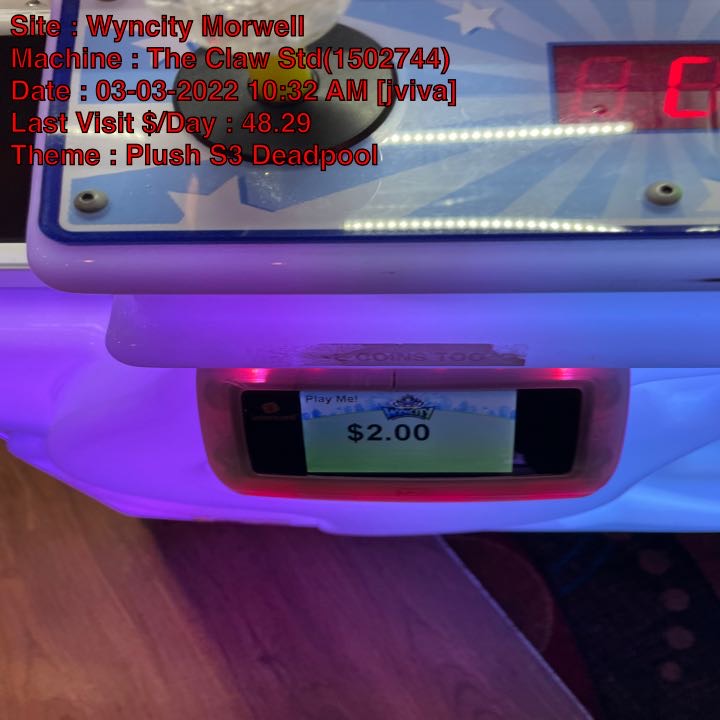 Site : Wyncity Morwell
Machine : The Claw Std(1502744)
Date : 03-03-2022 10:32 AM [jviva]
Last Visit $/Day : 48.29
Theme : Plush S3 Deadpool
C
COINS TOO
Play Me!
WYNCITY
$2.00